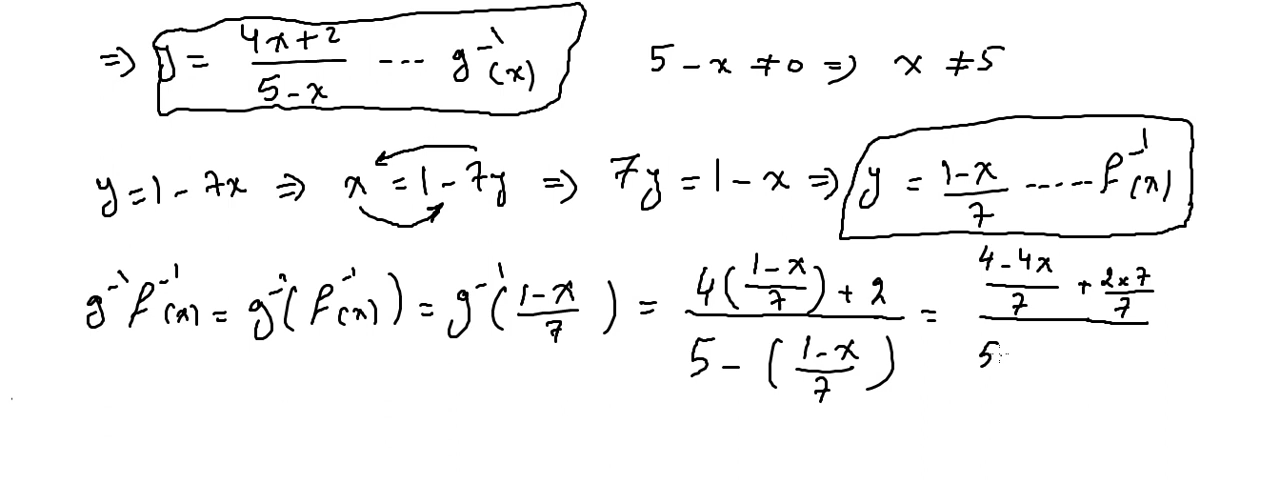 ⇒ y = (4x+2)/(5-x) --- g⁻¹(x) 5-x ≠ 0 ⇒ x ≠ 5
y = 1-7x ⇒ x = 1-7y ⇒ 7y = 1-x ⇒ y = (1-x)/7 ------ f⁻¹(x)
g⁻¹f⁻¹(x) = g⁻¹(f⁻¹(x)) = g⁻¹((1-x)/7) = (4((1-x)/7)+2)/(5-((1-x)/7)) = ((4-4x)/7 + (2×7)/7)/(5